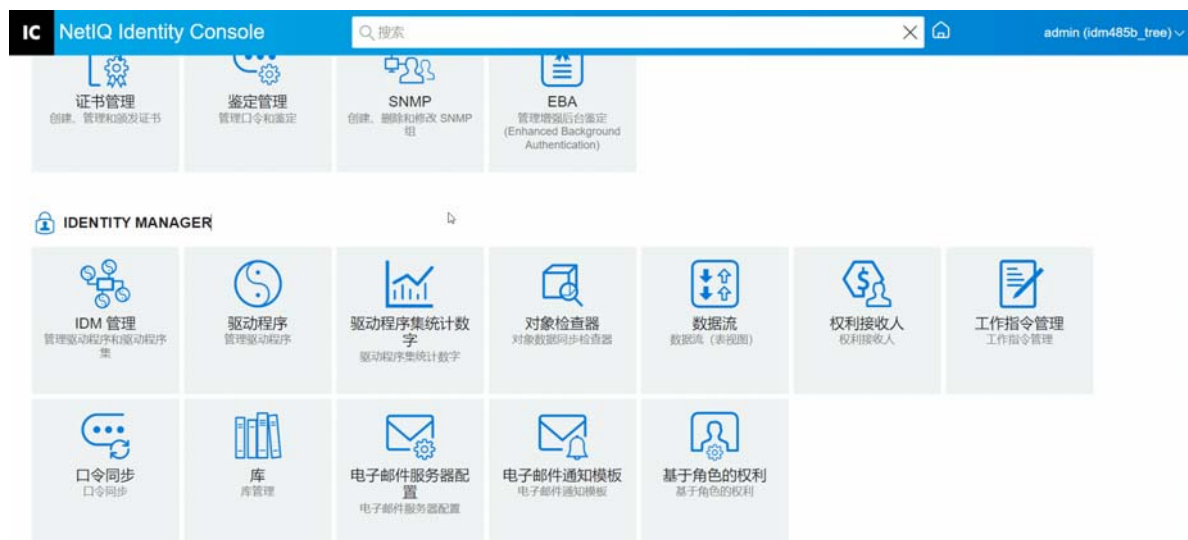 IC NetIQ Identity Console 搜索 admin (idm485b_tree)
证书管理
创建、管理和颁发证书
鉴定管理
管理口令和鉴定
SNMP
创建、删除和修改 SNMP
组
EBA
管理增强后台鉴定
(Enhanced Background
Authentication)
IDENTITY MANAGER
IDM 管理
管理驱动程序和驱动程序
集
驱动程序
管理驱动程序
驱动程序集统计数
字
驱动程序集统计数字
对象检查器
对象数据同步检查器
数据流
数据流（表视图）
权利接收人
权利接收人
工作指令管理
工作指令管理
口令同步
口令同步
库
库管理
电子邮件服务器配
置
电子邮件服务器配置
电子邮件通知模板
电子邮件通知模板
基于角色的权利
基于角色的权利